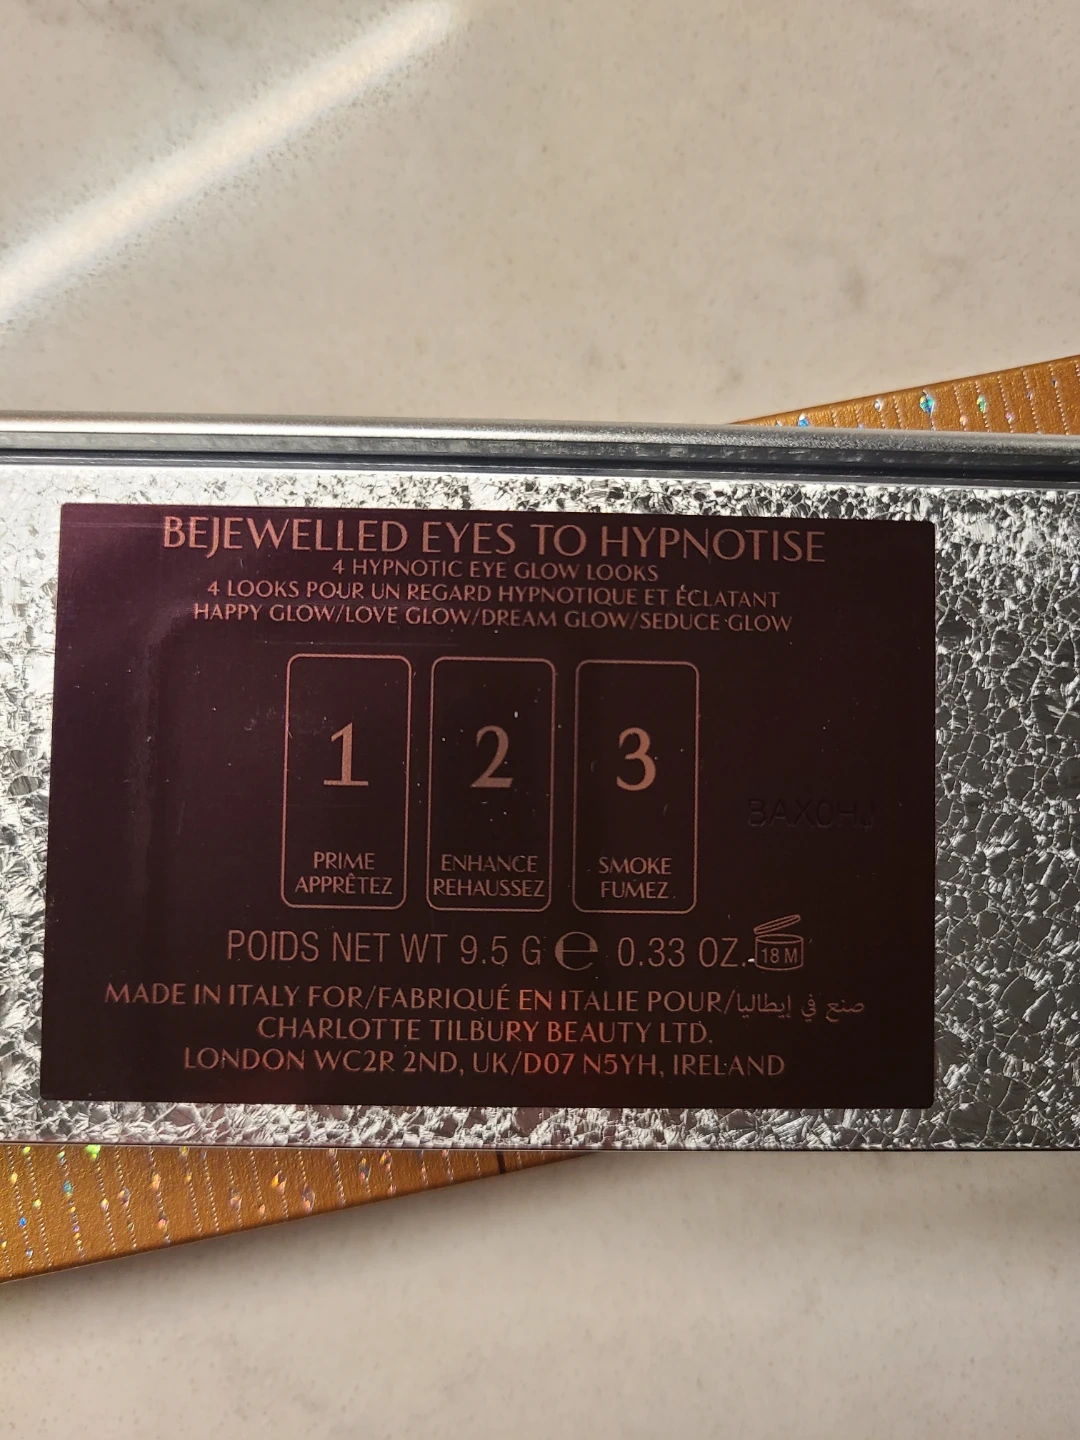 BEJEWELLED EYES TO HYPNOTISE
4 HYPNOTIC EYE GLOW LOOKS
4 LOOKS POUR UN REGARD HYPNOTIQUE ET ÉCLATANT
HAPPY GLOW/LOVE GLOW/DREAM GLOW/SEDUCE GLOW
1
PRIME
APPRÊTEZ
2
ENHANCE
REHAUSSEZ
3
SMOKE
FUMEZ
POIDS NET WT 9.5 G e 0.33 OZ. 18 M
MADE IN ITALY FOR/FABRIQUÉ EN ITALIE POUR/صنع في إيطاليا
CHARLOTTE TILBURY BEAUTY LTD.
LONDON WC2R 2ND, UK/D07 N5YH, IRELAND